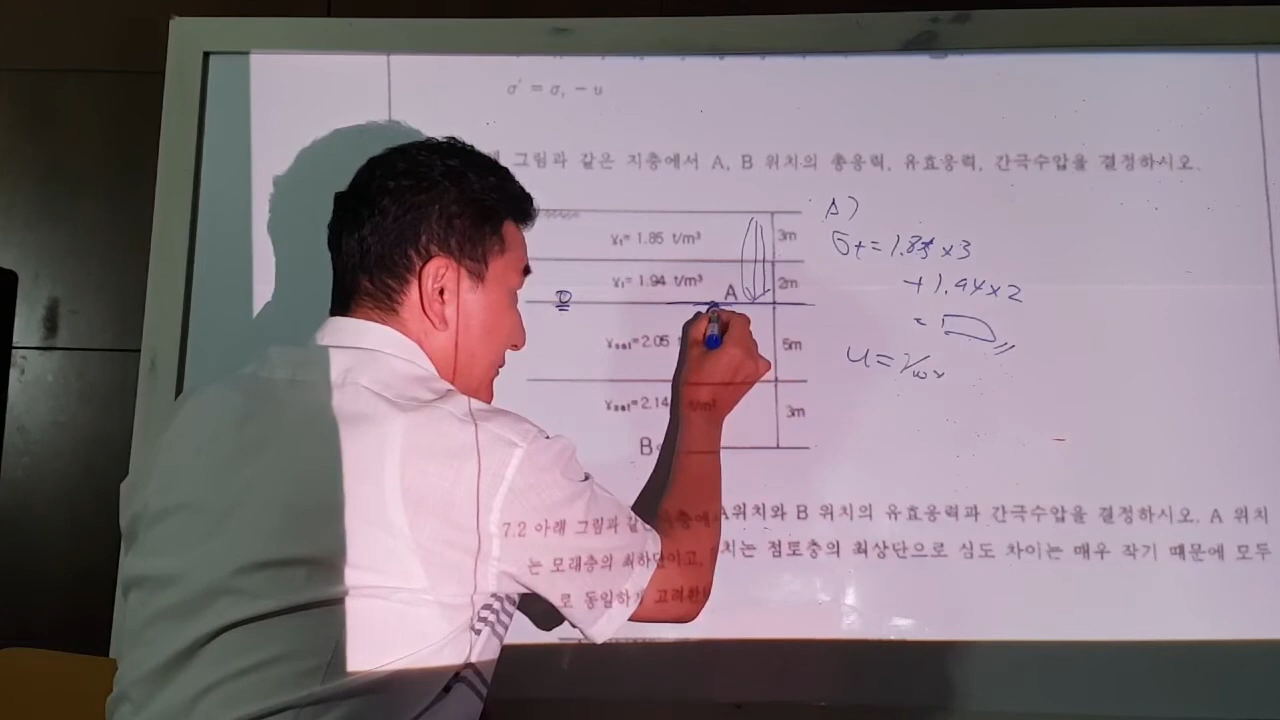 σ' = σ, − u
그림과 같은 지층에서 A, B 위치의 총응력, 유효응력, 간극수압을 결정하시오.
γt= 1.85 t/m³ 3m
γt= 1.94 t/m³ A 2m
γsat=2.05 5m
γsat=2.14 t/m³ 3m
B
A)
σt = 1.85 × 3
+ 1.94 × 2
=
u = γw ×
7.2 아래 그림과 같은 지층에서 A위치와 B 위치의 유효응력과 간극수압을 결정하시오. A 위치
는 모래층의 최하단이고, 치는 점토층의 최상단으로 심도 차이는 매우 작기 때문에 모두
로 동일하게 고려한